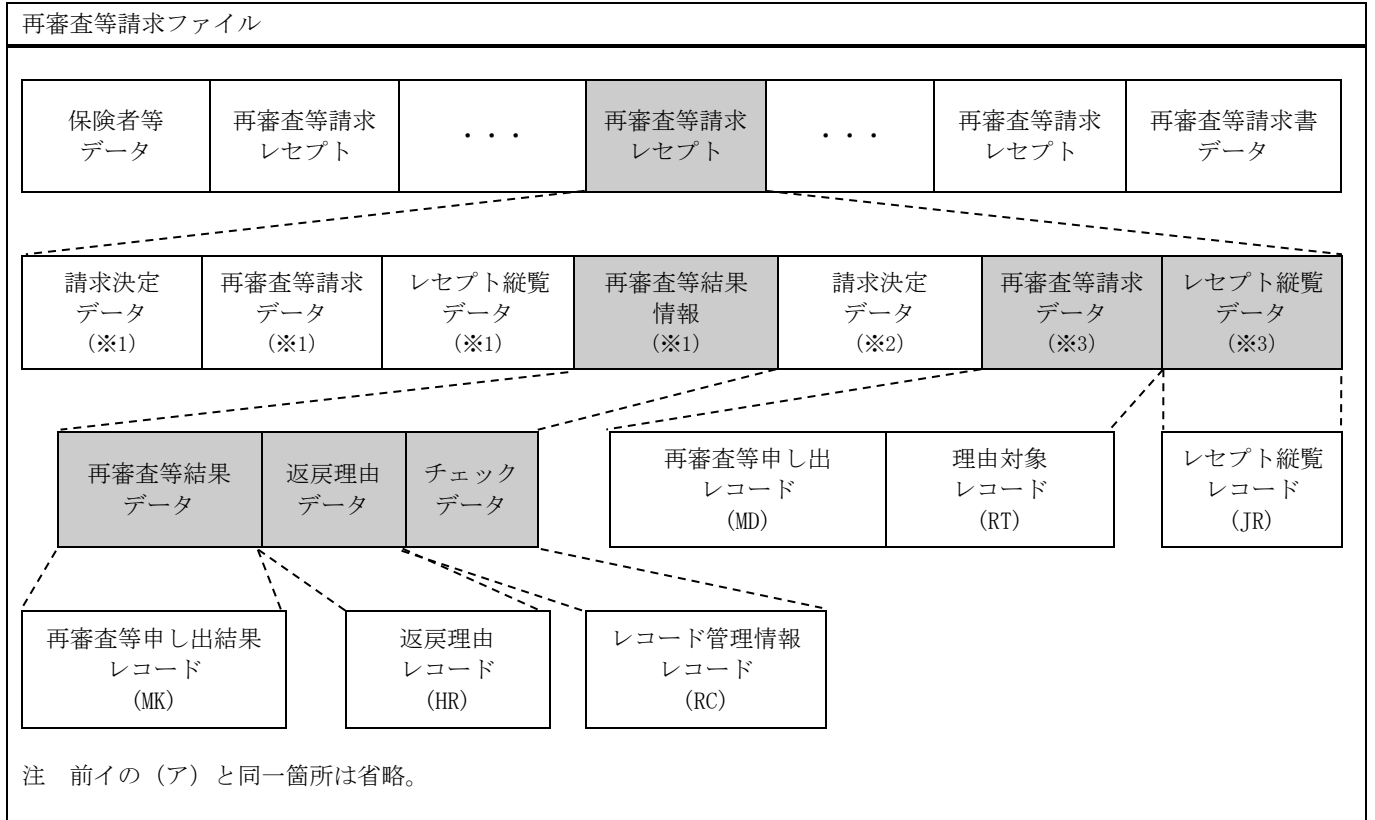 再審査等請求ファイル
保険者等
データ
再審査等請求
レセプト
・・・
再審査等請求
レセプト
・・・
再審査等請求
レセプト
再審査等請求書
データ
請求決定
データ
(※1)
再審査等請求
データ
(※1)
レセプト縦覧
データ
(※1)
再審査等結果
情報
(※1)
請求決定
データ
(※2)
再審査等請求
データ
(※3)
レセプト縦覧
データ
(※3)
再審査等結果
データ
返戻理由
データ
チェック
データ
再審査等申し出
レコード
(MD)
理由対象
レコード
(RT)
レセプト縦覧
レコード
(JR)
再審査等申し出結果
レコード
(MK)
返戻理由
レコード
(HR)
レコード管理情報
レコード
(RC)
注　前イの（ア）と同一箇所は省略。